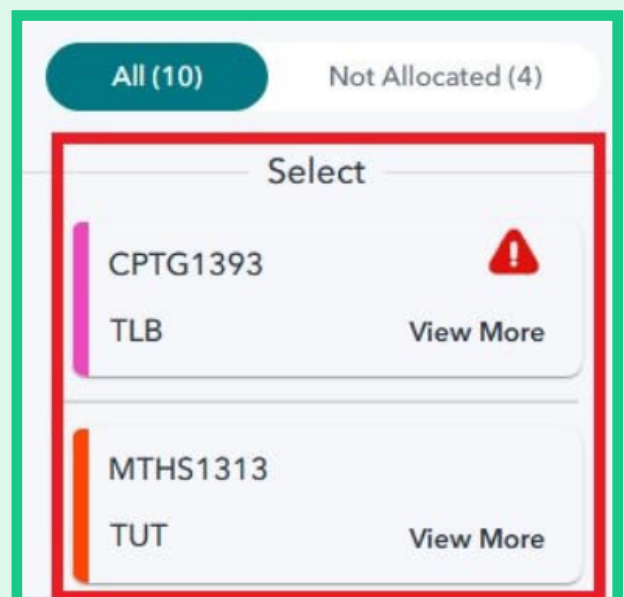 All (10) Not Allocated (4)
Select
CPTG1393
TLB View More
MTHS1313
TUT View More